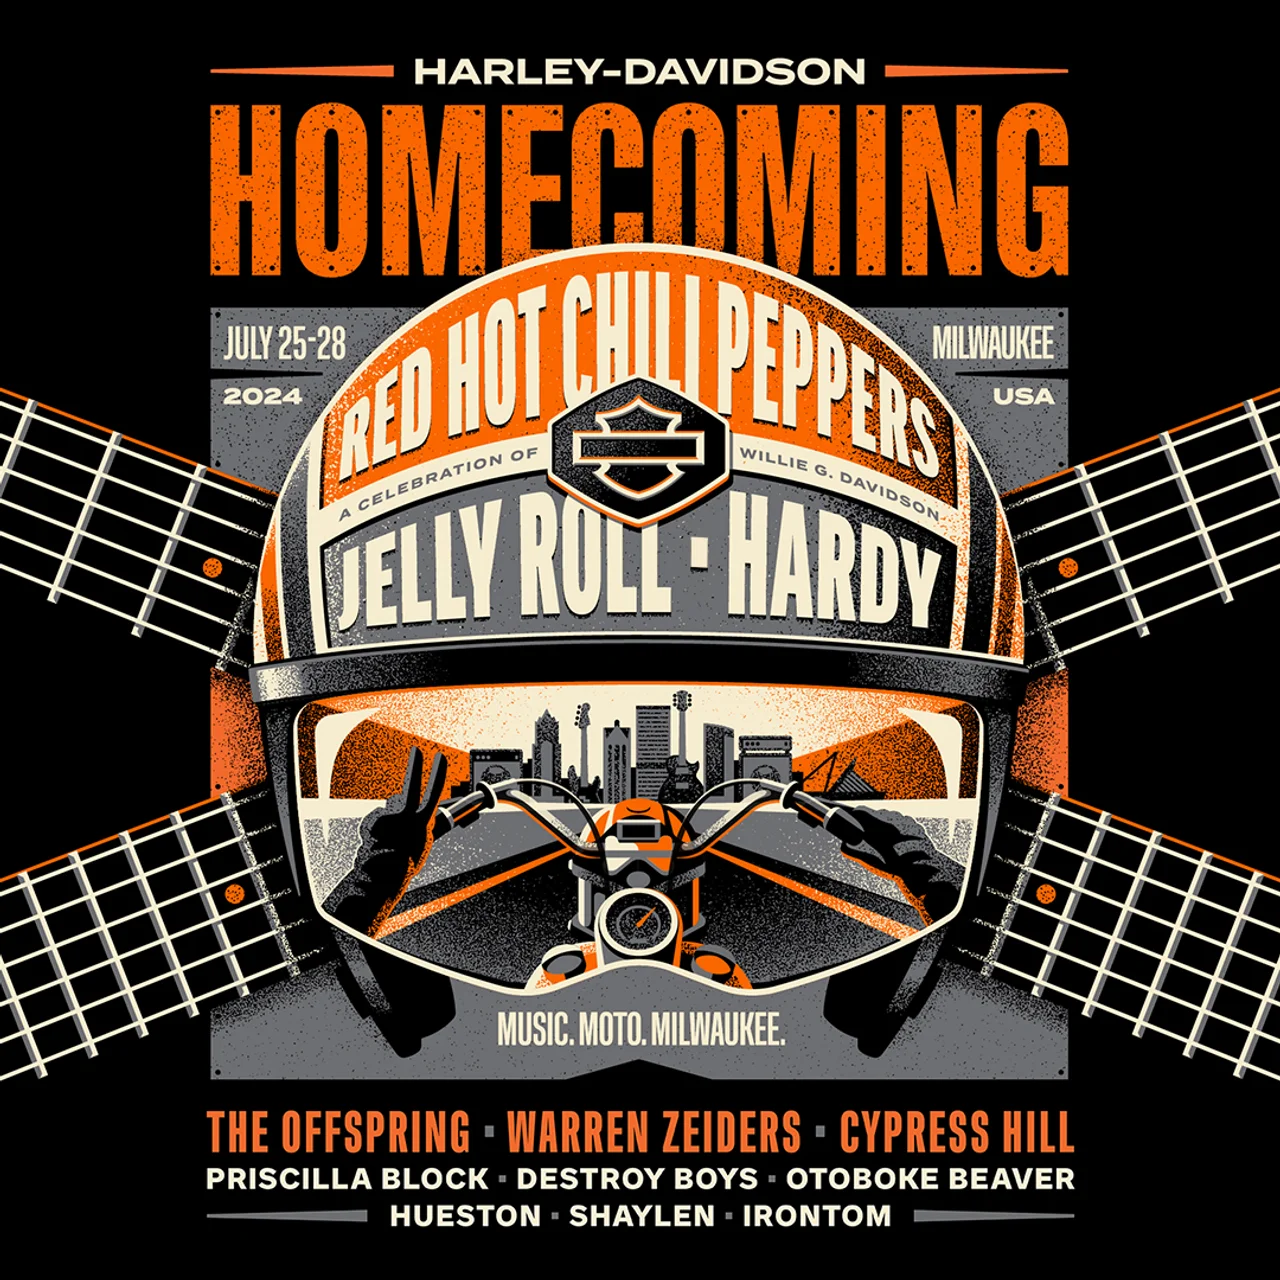 HARLEY-DAVIDSON
HOMECOMING
JULY 25-28
2024
MILWAUKEE
USA
RED HOT CHILI PEPPERS
A CELEBRATION OF WILLIE G. DAVIDSON
JELLY ROLL · HARDY
MUSIC. MOTO. MILWAUKEE.
THE OFFSPRING · WARREN ZEIDERS · CYPRESS HILL
PRISCILLA BLOCK · DESTROY BOYS · OTOBOKE BEAVER
HUESTON · SHAYLEN · IRONTOM